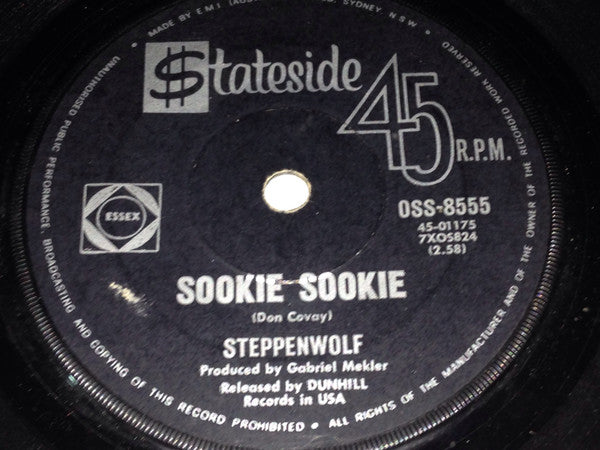 MADE BY E M I (AUS
SYDNEY N S W
UNAUTHORISED PUBLIC PERFORMANCE, BROADCASTING AND COPYING OF THIS RECORD PROHIBITED • ALL RIGHTS OF THE MANUFACTURER AND OF THE OWNER OF THE RECORDED WORK RESERVED
$tateside
45
R.P.M.
ESSEX
OSS-8555
45-01175
7XOS824
(2.58)
SOOKIE SOOKIE
(Don Covay)
STEPPENWOLF
Produced by Gabriel Mekler
Released by DUNHILL
Records in USA